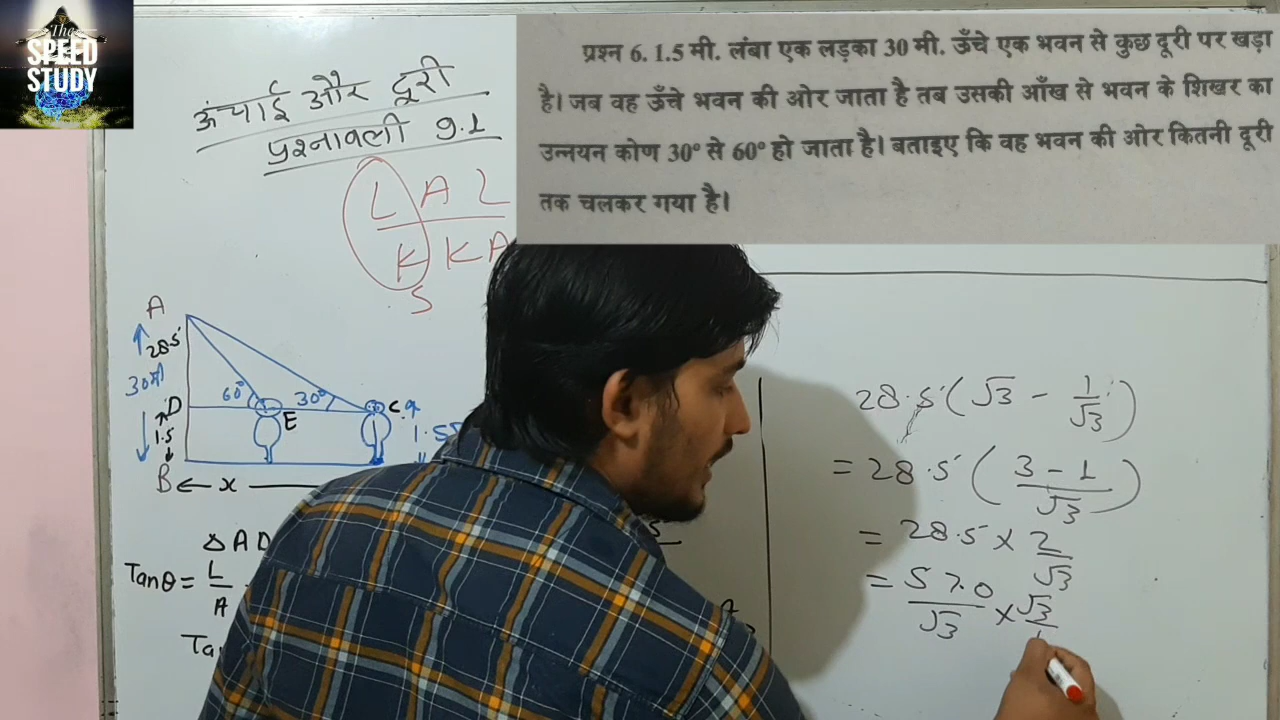 The
SPEED
STUDY
प्रश्न 6. 1.5 मी. लंबा एक लड़का 30 मी. ऊँचे एक भवन से कुछ दूरी पर खड़ा
है। जब वह ऊँचे भवन की ओर जाता है तब उसकी आँख से भवन के शिखर का
उन्नयन कोण 30° से 60° हो जाता है। बताइए कि वह भवन की ओर कितनी दूरी
तक चलकर गया है।
ऊंचाई और दूरी
प्रश्नावली 9.1
L A L
K K A
S
A
28.5
30मी
60° 30°
D E C
1.5
B ← x
△AD
Tanθ = L/A
28.5(√3 - 1/√3)
= 28.5 (3-1/√3)
= 28.5 × 2/√3
= 57.0/√3 × √3